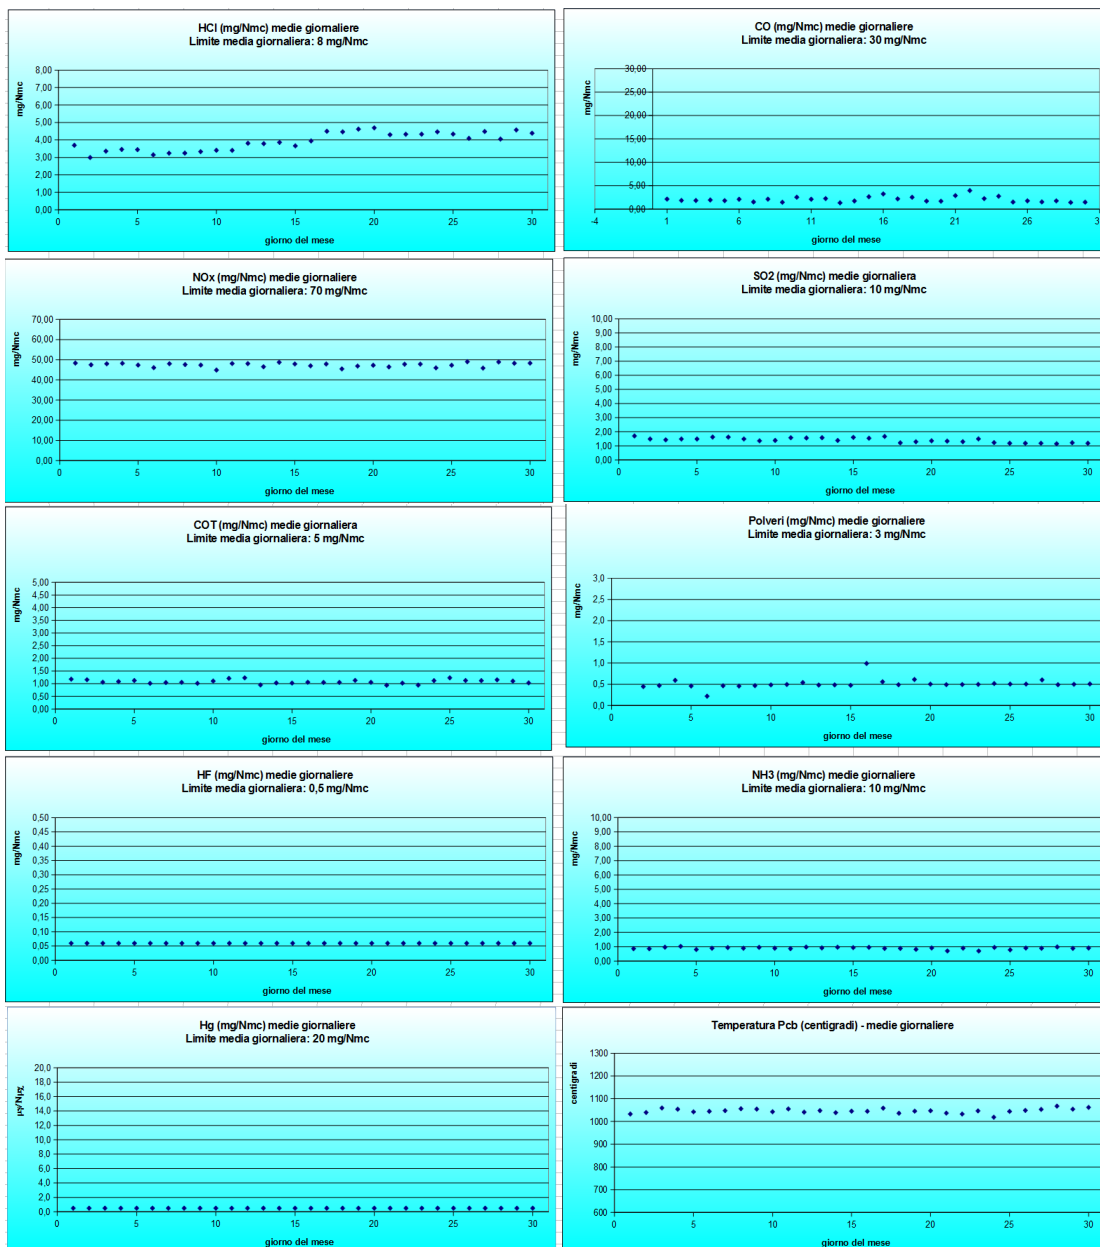 HCl (mg/Nmc) medie giornaliere
Limite media giornaliera: 8 mg/Nmc
mg/Nmc
8,00
7,00
6,00
5,00
4,00
3,00
2,00
1,00
0,00
0 5 10 15 20 25 30
giorno del mese
CO (mg/Nmc) medie giornaliere
Limite media giornaliera: 30 mg/Nmc
mg/Nmc
30,00
25,00
20,00
15,00
10,00
5,00
0,00
-4 1 6 11 16 21 26
giorno del mese
NOx (mg/Nmc) medie giornaliere
Limite media giornaliera: 70 mg/Nmc
mg/Nmc
70,00
60,00
50,00
40,00
30,00
20,00
10,00
0,00
0 5 10 15 20 25 30
giorno del mese
SO2 (mg/Nmc) medie giornaliera
Limite media giornaliera: 10 mg/Nmc
mg/Nmc
10,00
9,00
8,00
7,00
6,00
5,00
4,00
3,00
2,00
1,00
0,00
0 5 10 15 20 25 30
giorno del mese
COT (mg/Nmc) medie giornaliera
Limite media giornaliera: 5 mg/Nmc
mg/Nmc
5,00
4,50
4,00
3,50
3,00
2,50
2,00
1,50
1,00
0,50
0,00
0 5 10 15 20 25 30
giorno del mese
Polveri (mg/Nmc) medie giornaliere
Limite media giornaliera: 3 mg/Nmc
mg/Nmc
3,0
2,5
2,0
1,5
1,0
0,5
0,0
0 5 10 15 20 25 30
giorno del mese
HF (mg/Nmc) medie giornaliere
Limite media giornaliera: 0,5 mg/Nmc
mg/Nmc
0,50
0,45
0,40
0,35
0,30
0,25
0,20
0,15
0,10
0,05
0,00
0 5 10 15 20 25 30
giorno del mese
NH3 (mg/Nmc) medie giornaliere
Limite media giornaliera: 10 mg/Nmc
mg/Nmc
10,00
9,00
8,00
7,00
6,00
5,00
4,00
3,00
2,00
1,00
0,00
0 5 10 15 20 25 30
giorno del mese
Hg (mg/Nmc) medie giornaliere
Limite media giornaliera: 20 mg/Nmc
μγ/Νμχ
20,0
18,0
16,0
14,0
12,0
10,0
8,0
6,0
4,0
2,0
0,0
0 5 10 15 20 25 30
giorno del mese
Temperatura Pcb (centigradi) - medie giornaliere
centigradi
1300
1200
1100
1000
900
800
700
600
0 5 10 15 20 25 30
giorno del mese